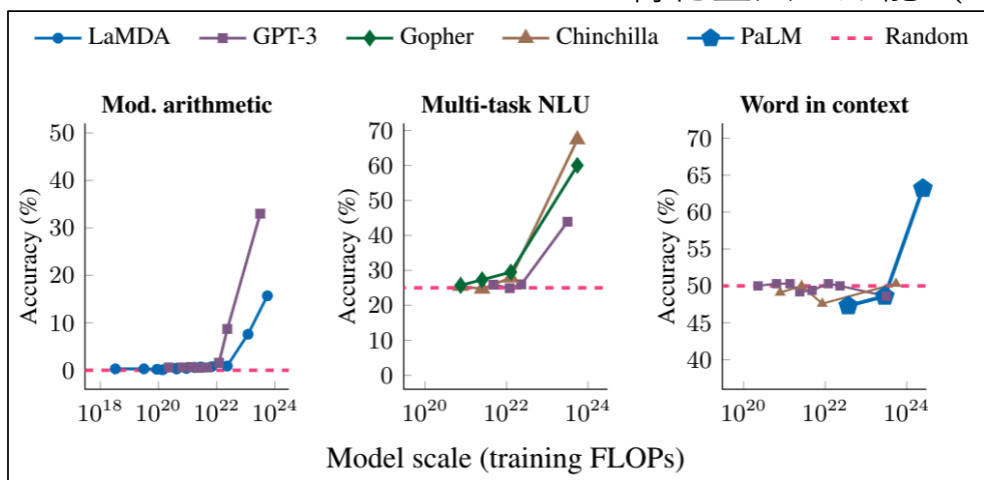 LaMDA GPT-3 Gopher Chinchilla PaLM Random
Mod. arithmetic
Accuracy (%)
50
40
30
20
10
0
10^18 10^20 10^22 10^24
Multi-task NLU
Accuracy (%)
70
60
50
40
30
20
10
0
10^20 10^22 10^24
Word in context
Accuracy (%)
70
65
60
55
50
45
40
10^20 10^22 10^24
Model scale (training FLOPs)